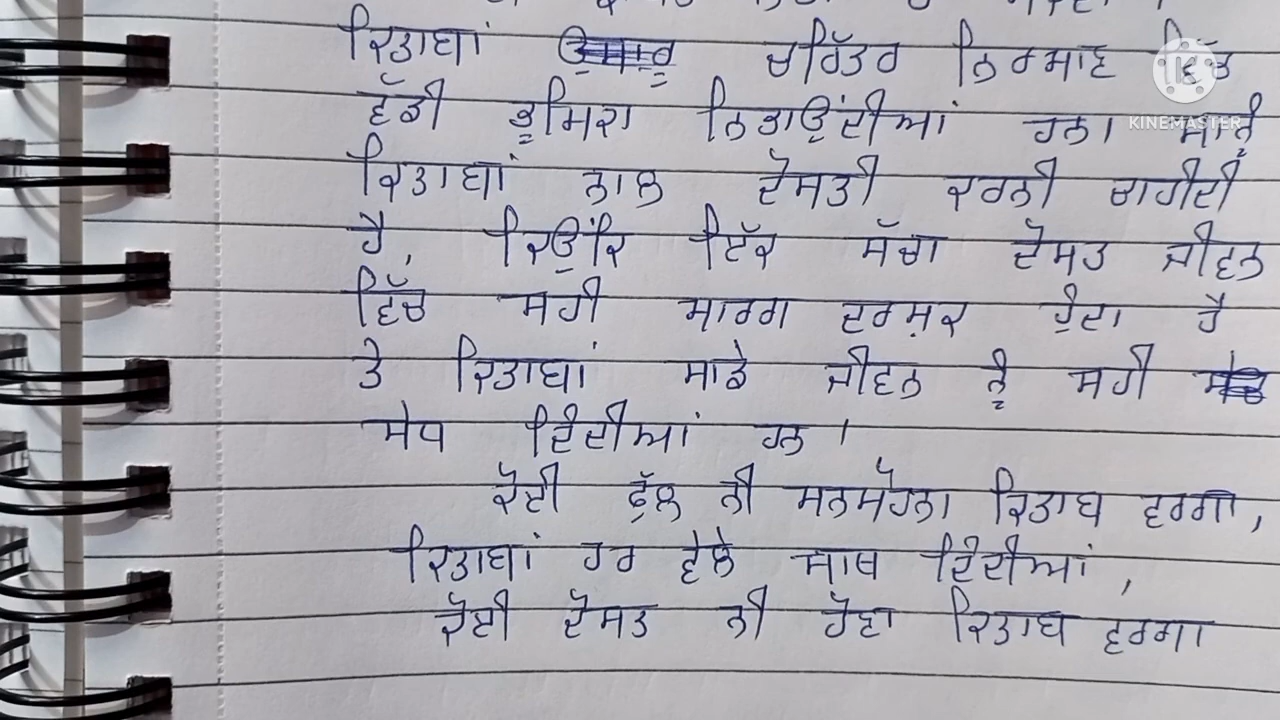 ਕਿਤਾਬਾਂ ਚਰਿੱਤਰ ਨਿਰਮਾਣ ਵਿੱਚ
ਵੱਡੀ ਭੂਮਿਕਾ ਨਿਭਾਉਂਦੀਆਂ ਹਨ। ਸਾਨੂੰ
ਕਿਤਾਬਾਂ ਨਾਲ ਦੋਸਤੀ ਕਰਨੀ ਚਾਹੀਦੀ
ਹੈ, ਕਿਉਂਕਿ ਇੱਕ ਸੱਚਾ ਦੋਸਤ ਜੀਵਨ
ਵਿੱਚ ਸਹੀ ਮਾਰਗ ਦਰਸ਼ਕ ਹੁੰਦਾ ਹੈ
ਤੇ ਕਿਤਾਬਾਂ ਸਾਡੇ ਜੀਵਨ ਨੂੰ ਸਹੀ
ਸੇਧ ਦਿੰਦੀਆਂ ਹਨ।
ਕੋਈ ਫੁੱਲ ਨੀ ਮਨਮੋਹਨਾ ਕਿਤਾਬ ਵਰਗਾ,
ਕਿਤਾਬਾਂ ਹਰ ਵੇਲੇ ਸਾਥ ਦਿੰਦੀਆਂ,
ਕੋਈ ਦੋਸਤ ਨੀ ਹੋਣਾ ਕਿਤਾਬ ਵਰਗਾ
KINEMASTER